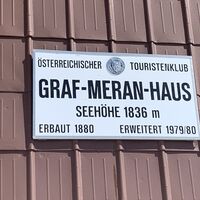 ÖSTERREICHISCHER TOURISTENKLUB
GRAF-MERAN-HAUS
SEEHÖHE 1836 m
ERBAUT 1880 ERWEITERT 1979/80